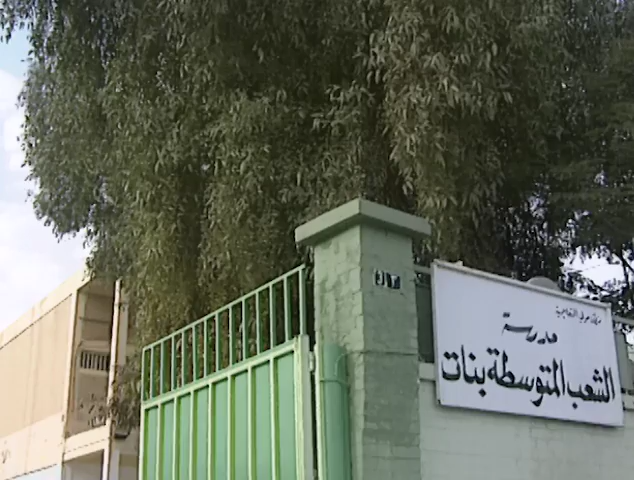 مدرسة
الشعب المتوسطة بنات